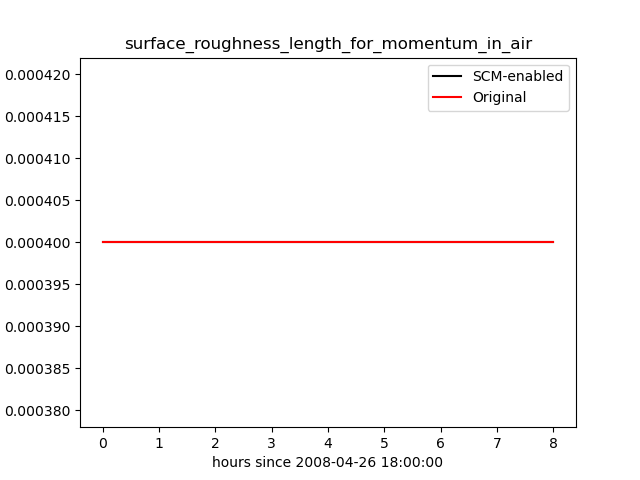 surface_roughness_length_for_momentum_in_air
SCM-enabled
Original
0.000420
0.000415
0.000410
0.000405
0.000400
0.000395
0.000390
0.000385
0.000380
0 1 2 3 4 5 6 7 8
hours since 2008-04-26 18:00:00